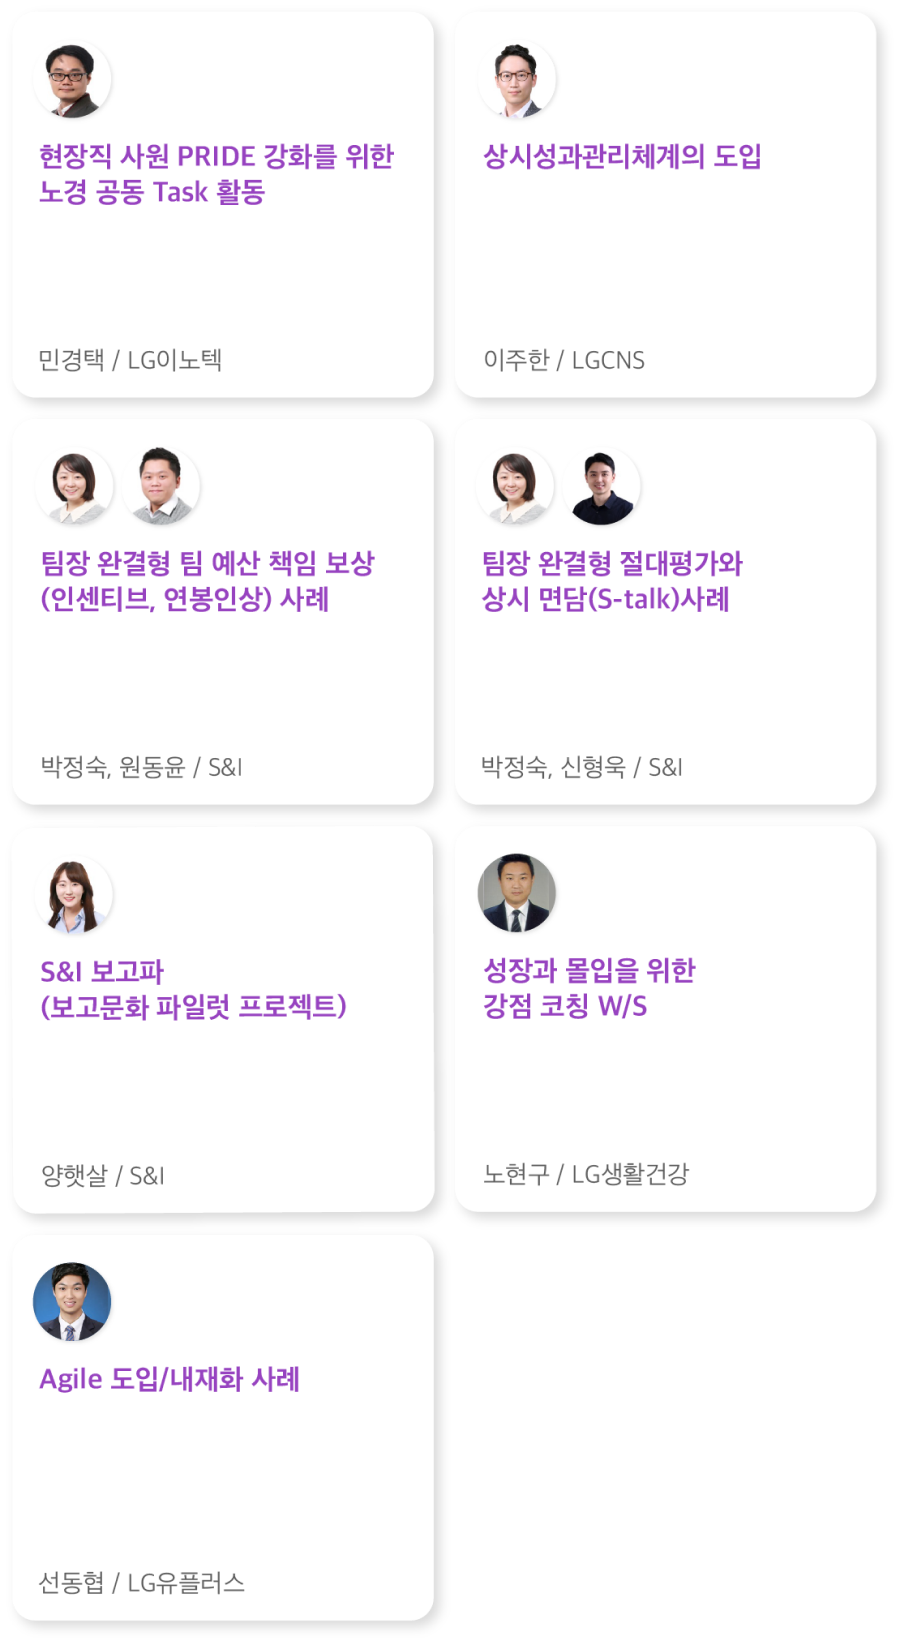 현장직 사원 PRIDE 강화를 위한
노경 공동 Task 활동
민경택 / LG이노텍
상시성과관리체계의 도입
이주한 / LGCNS
팀장 완결형 팀 예산 책임 보상
(인센티브, 연봉인상) 사례
박정숙, 원동윤 / S&I
팀장 완결형 절대평가와
상시 면담(S-talk)사례
박정숙, 신형욱 / S&I
S&I 보고파
(보고문화 파일럿 프로젝트)
양햇살 / S&I
성장과 몰입을 위한
강점 코칭 W/S
노현구 / LG생활건강
Agile 도입/내재화 사례
선동협 / LG유플러스